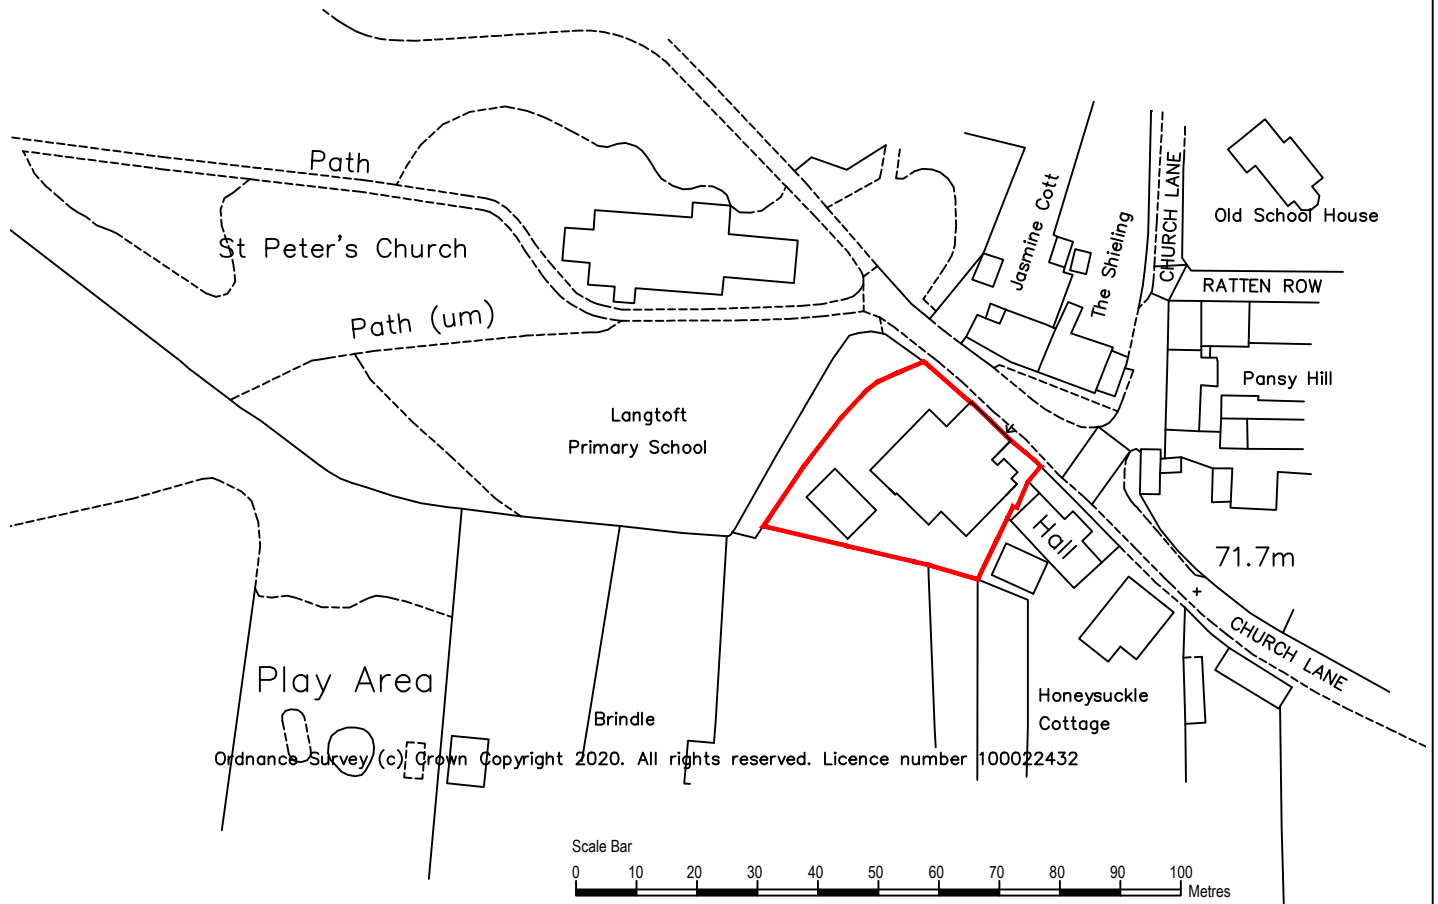 Path
St Peter's Church
Path (um)
Langtoft
Primary School
Jasmine Cott
The Shieling
CHURCH LANE
Old School House
RATTEN ROW
Pansy Hill
Hall
71.7m
CHURCH LANE
Play Area
Brindle
Honeysuckle
Cottage
Ordnance Survey (c) Crown Copyright 2020. All rights reserved. Licence number 100022432
Scale Bar
0 10 20 30 40 50 60 70 80 90 100
Metres